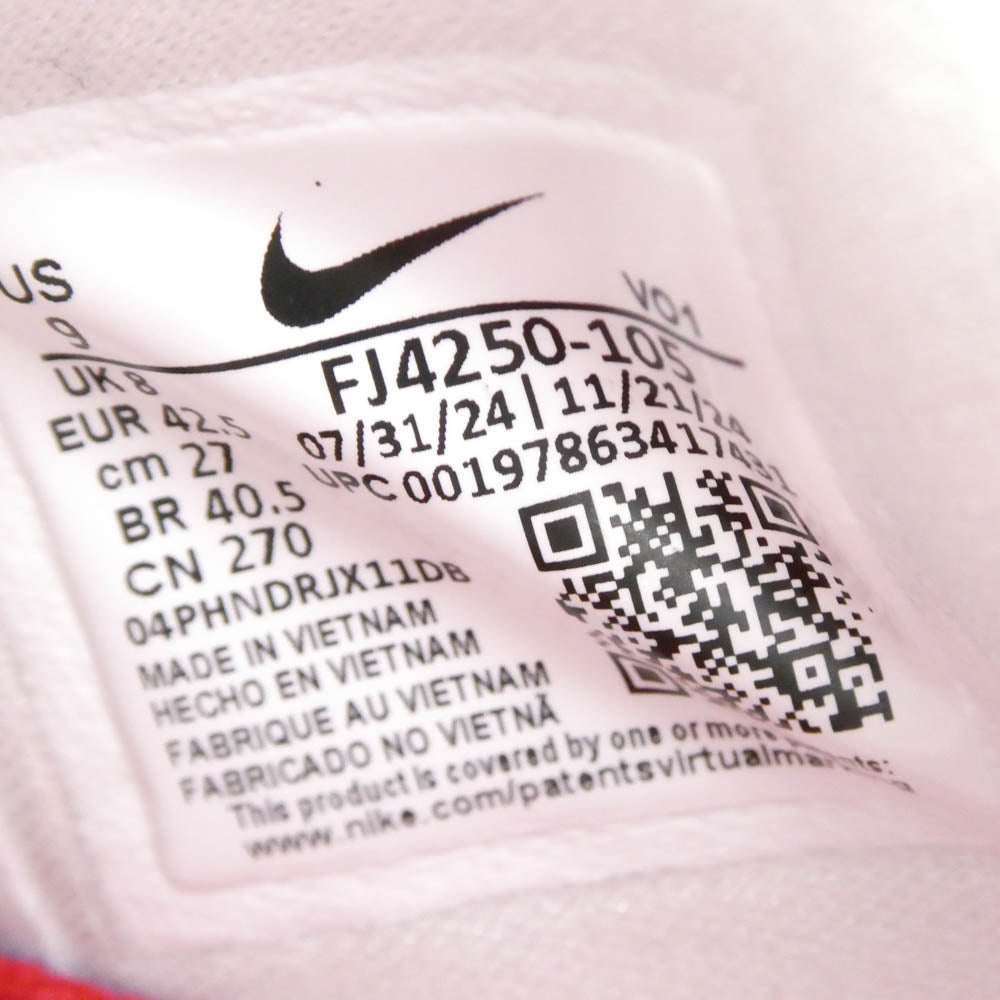 US
9
VO1
UK 8
EUR 42.5
cm 27
BR 40.5
CN 270
FJ4250-105
07/31/24 | 11/21/24
UPC 00197863417431
04PHNDRJX11DB
MADE IN VIETNAM
HECHO EN VIETNAM
FABRIQUE AU VIETNAM
FABRICADO NO VIETNÃ
This product is covered by one or more
www.nike.com/patentsvirtualmarking